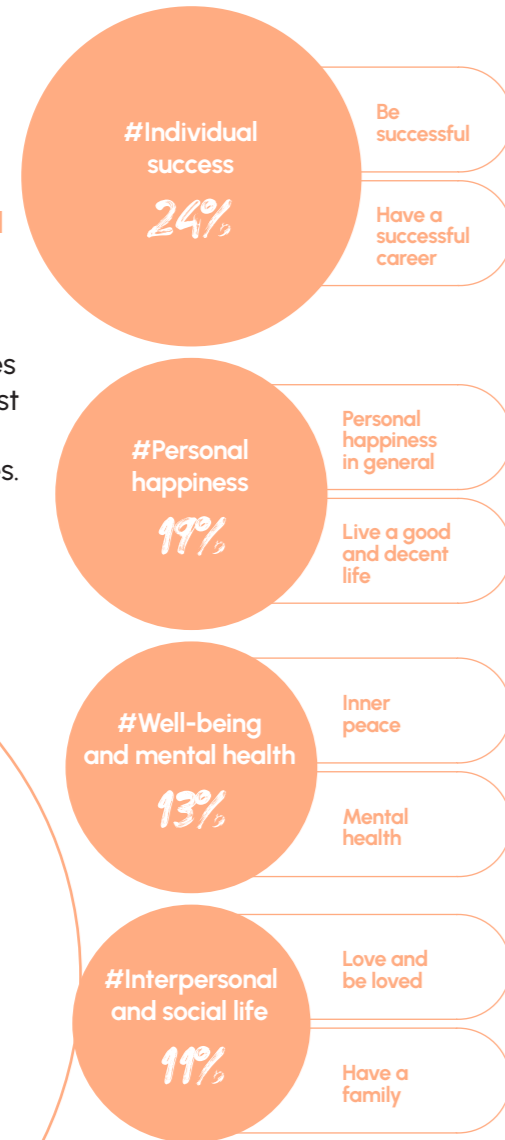 #Individual
success
24%
Be
successful
Have a
successful
career
#Personal
happiness
19%
Personal
happiness
in general
Live a good
and decent
life
#Well-being
and mental health
13%
Inner
peace
Mental
health
#Interpersonal
and social life
11%
Love and
be loved
Have a
family